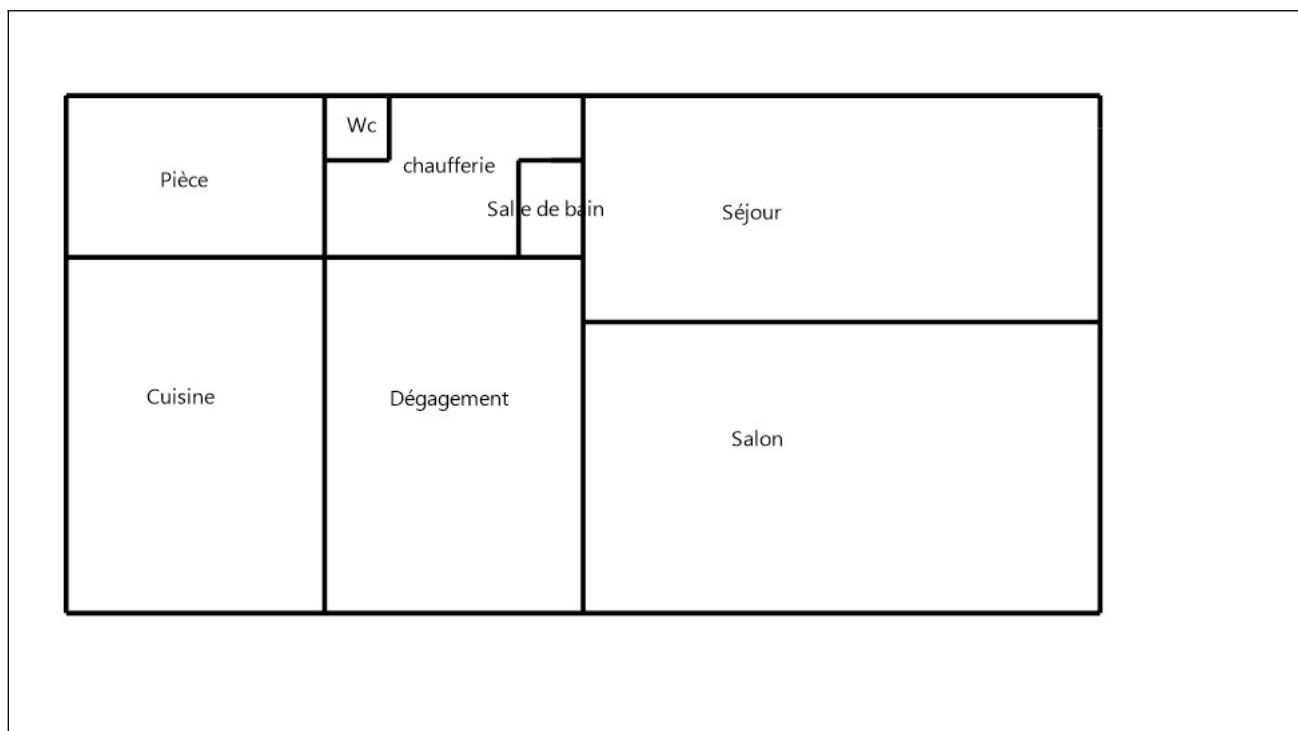 Wc
chaufferie
Pièce
Salle de bain
Séjour
Cuisine
Dégagement
Salon